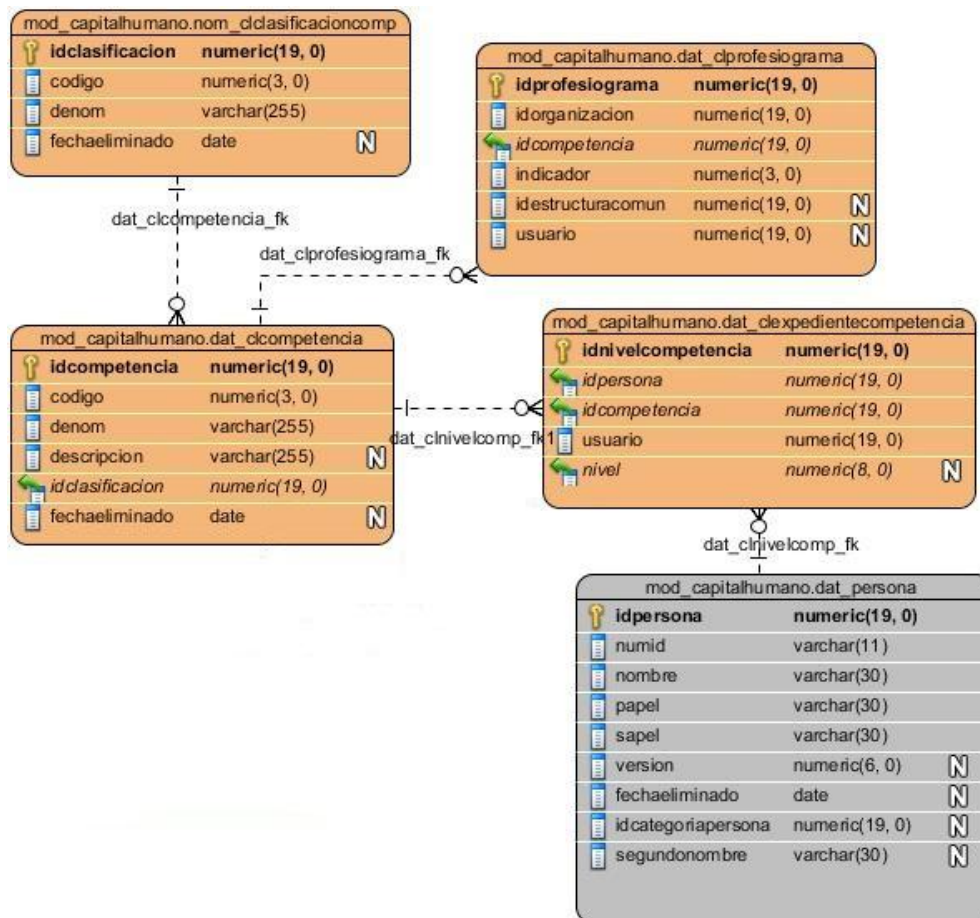 mod_capitalhumano.nom_clclasificacioncomp
idclasificacion numeric(19, 0)
codigo numeric(3, 0)
denom varchar(255)
fechaeliminado date N
mod_capitalhumano.dat_clprofesiograma
idprofesiograma numeric(19, 0)
idorganizacion numeric(19, 0)
idcompetencia numeric(19, 0)
indicador numeric(3, 0)
idestructuracomun numeric(19, 0) N
usuario numeric(19, 0) N
dat_clcompetencia_fk
dat_clprofesiograma_fk
mod_capitalhumano.dat_clcompetencia
idcompetencia numeric(19, 0)
codigo numeric(3, 0)
denom varchar(255)
descripcion varchar(255) N
idclasificacion numeric(19, 0)
fechaeliminado date N
dat_clnivelcomp_fk1
mod_capitalhumano.dat_clexpedientecompetencia
idnivelcompetencia numeric(19, 0)
idpersona numeric(19, 0)
idcompetencia numeric(19, 0)
usuario numeric(19, 0)
nivel numeric(8, 0) N
dat_clnivelcomp_fk
mod_capitalhumano.dat_persona
idpersona numeric(19, 0)
numid varchar(11)
nombre varchar(30)
papel varchar(30)
sapel varchar(30)
version numeric(6, 0) N
fechaeliminado date N
idcategoriapersona numeric(19, 0) N
segundonombre varchar(30) N